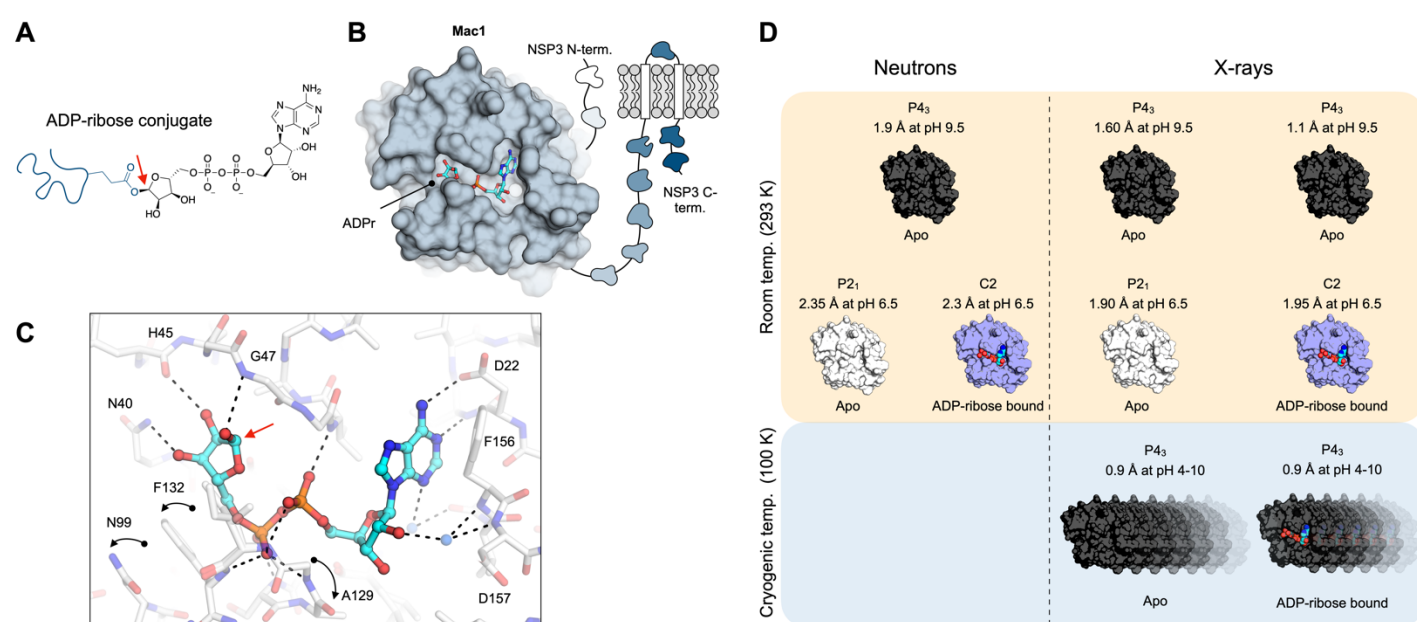 A
ADP-ribose conjugate
NH₂
N
N
N
N
O
O
O
O
O
P
O
P
O
O
O⁻
O⁻
HO
OH
OH
HO
B
Mac1
NSP3 N-term.
ADPr
NSP3 C-
term.
C
H45
G47
D22
N40
F156
F132
N99
A129
D157
D
Neutrons
X-rays
Room temp. (293 K)
P4₃
1.9 Å at pH 9.5
Apo
P4₃
1.60 Å at pH 9.5
Apo
P4₃
1.1 Å at pH 9.5
Apo
P2₁
2.35 Å at pH 6.5
Apo
C2
2.3 Å at pH 6.5
ADP-ribose bound
P2₁
1.90 Å at pH 6.5
Apo
C2
1.95 Å at pH 6.5
ADP-ribose bound
Cryogenic temp. (100 K)
P4₃
0.9 Å at pH 4-10
Apo
P4₃
0.9 Å at pH 4-10
ADP-ribose bound